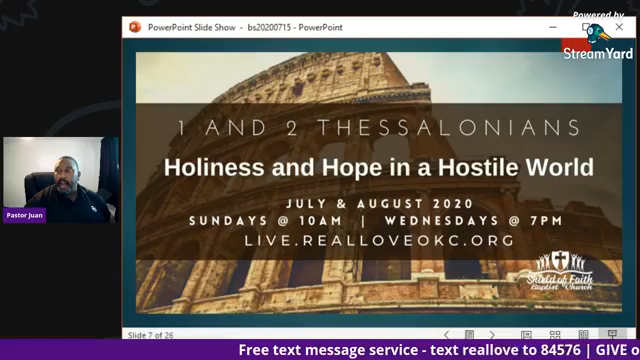 PowerPoint Slide Show - bs20200715 - PowerPoint
Powered by
StreamYard
1 AND 2 THESSALONIANS
Holiness and Hope in a Hostile World
JULY & AUGUST 2020
SUNDAYS @ 10AM | WEDNESDAYS @ 7PM
LIVE.REALLOVEOKC.ORG
Shield of Faith
Baptist Church
Pastor Juan
Slide 7 of 26
Free text message service - text reallove to 84576 | GIVE o